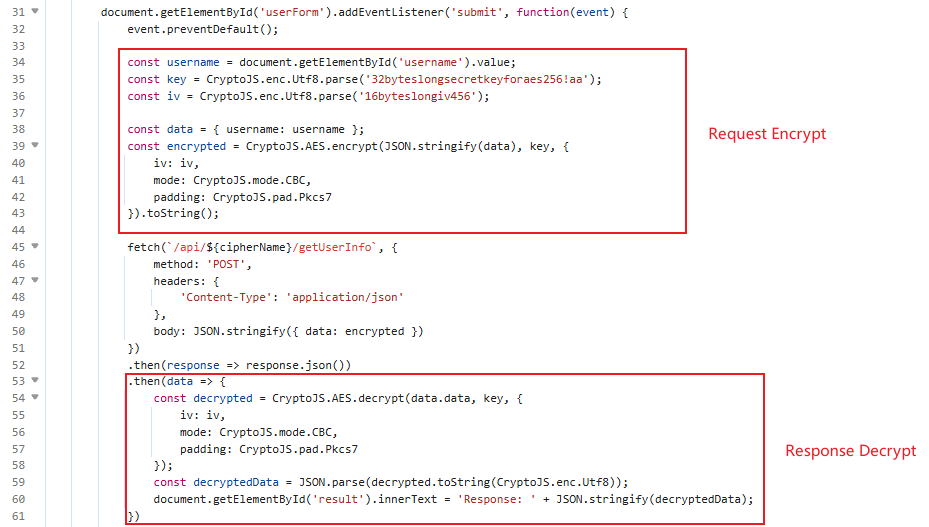 31 document.getElementById('userForm').addEventListener('submit', function(event) {
32 event.preventDefault();
33
34 const username = document.getElementById('username').value;
35 const key = CryptoJS.enc.Utf8.parse('32byteslongsecretkeyforaes256!aa');
36 const iv = CryptoJS.enc.Utf8.parse('16byteslongiv456');
37
38 const data = { username: username };
39 const encrypted = CryptoJS.AES.encrypt(JSON.stringify(data), key, {
Request Encrypt
40 iv: iv,
41 mode: CryptoJS.mode.CBC,
42 padding: CryptoJS.pad.Pkcs7
43 }).toString();
44
45 fetch(`/api/${cipherName}/getUserInfo`, {
46 method: 'POST',
47 headers: {
48 'Content-Type': 'application/json'
49 },
50 body: JSON.stringify({ data: encrypted })
51 })
52 .then(response => response.json())
53 .then(data => {
54 const decrypted = CryptoJS.AES.decrypt(data.data, key, {
55 iv: iv,
56 mode: CryptoJS.mode.CBC,
57 padding: CryptoJS.pad.Pkcs7
Response Decrypt
58 });
59 const decryptedData = JSON.parse(decrypted.toString(CryptoJS.enc.Utf8));
60 document.getElementById('result').innerText = 'Response: ' + JSON.stringify(decryptedData);
61 })